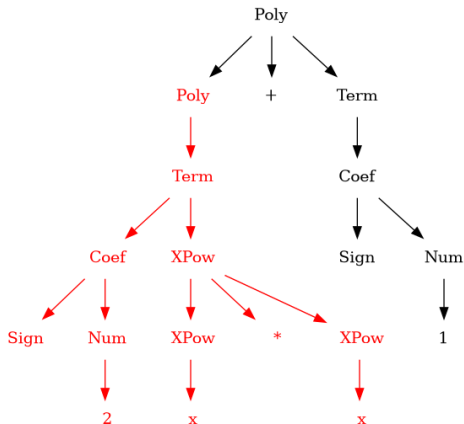 Poly
Poly + Term
Term Coef
Coef XPow Sign Num
Sign Num XPow * XPow 1
2 x x